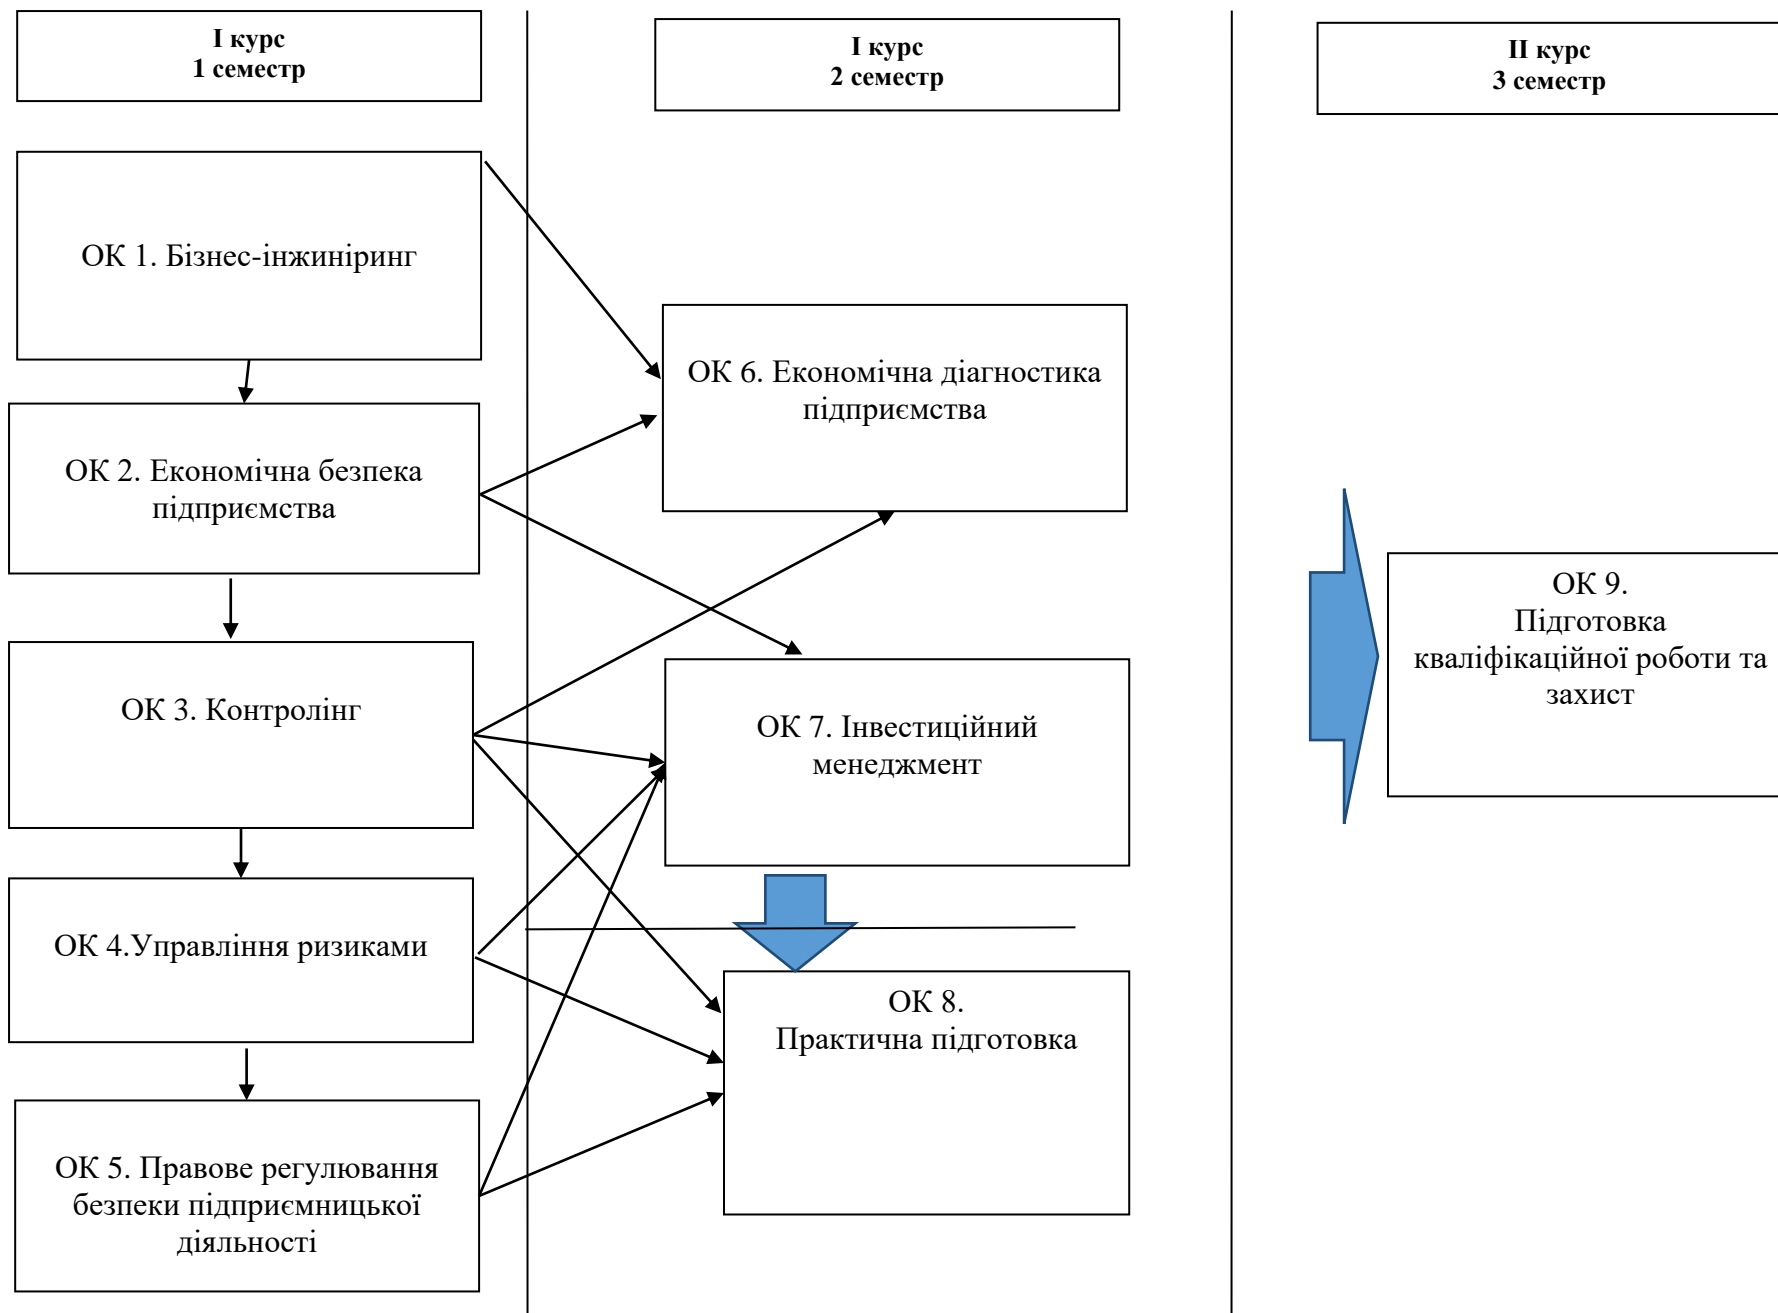 І курс
1 семестр
І курс
2 семестр
ІІ курс
3 семестр
ОК 1. Бізнес-інжиніринг
ОК 2. Економічна безпека
підприємства
ОК 3. Контролінг
ОК 4.Управління ризиками
ОК 5. Правове регулювання
безпеки підприємницької
діяльності
ОК 6. Економічна діагностика
підприємства
ОК 7. Інвестиційний
менеджмент
ОК 8.
Практична підготовка
ОК 9.
Підготовка
кваліфікаційної роботи та
захист